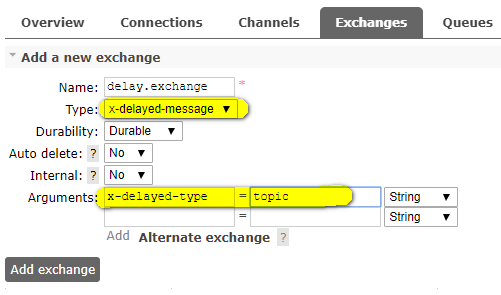 Overview Connections Channels Exchanges Queues
Add a new exchange
Name: delay.exchange *
Type: x-delayed-message
Durability: Durable
Auto delete: ? No
Internal: ? No
Arguments: x-delayed-type = topic String
= String
Add Alternate exchange ?
Add exchange